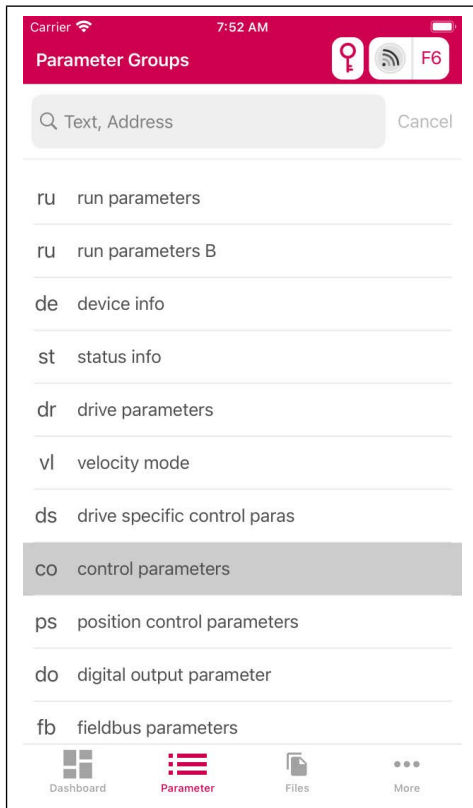 Carrier 7:52 AM
Parameter Groups F6
Text, Address Cancel
ru run parameters
ru run parameters B
de device info
st status info
dr drive parameters
vl velocity mode
ds drive specific control paras
co control parameters
ps position control parameters
do digital output parameter
fb fieldbus parameters
Dashboard Parameter Files More